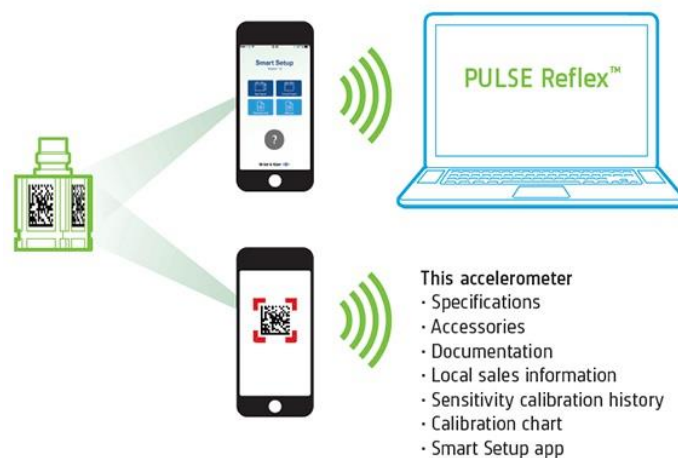 Smart Setup
PULSE Reflex™
?
This accelerometer
· Specifications
· Accessories
· Documentation
· Local sales information
· Sensitivity calibration history
· Calibration chart
· Smart Setup app